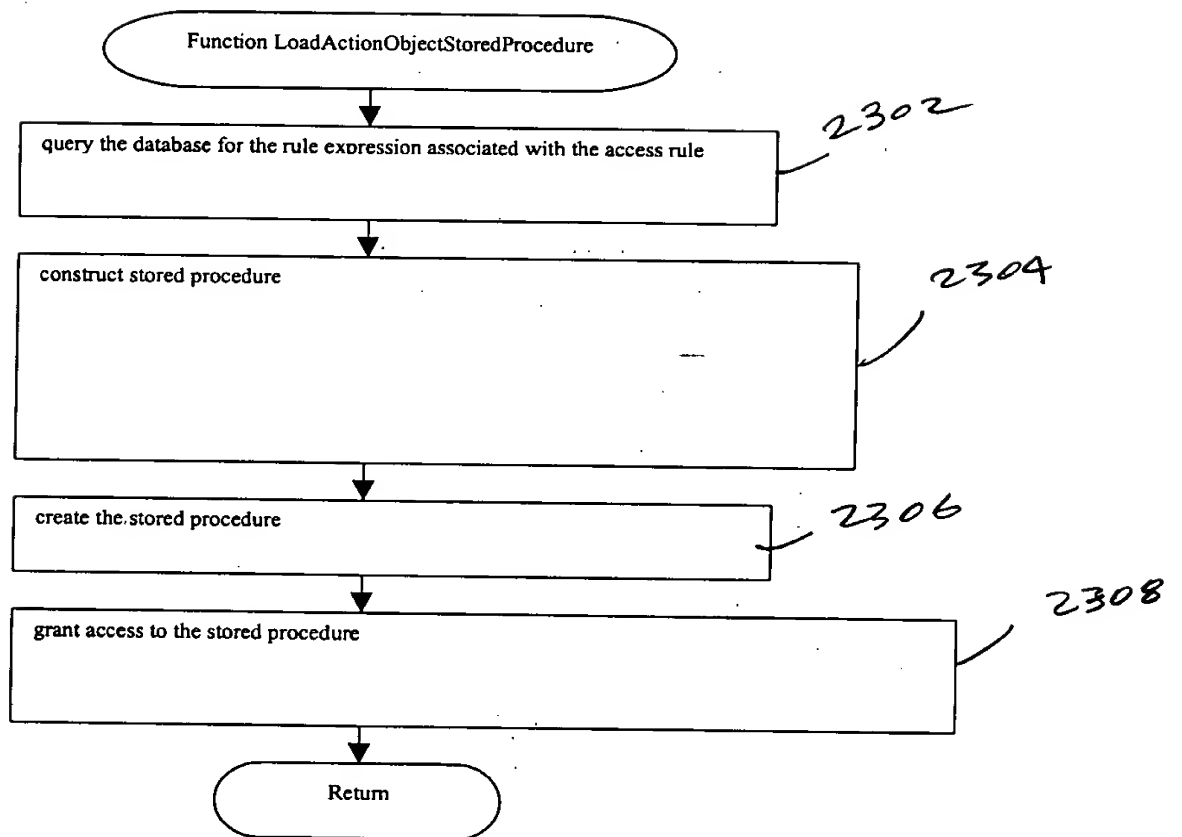 Function LoadActionObjectStoredProcedure
2302
query the database for the rule expression associated with the access rule
2304
construct stored procedure
2306
create the stored procedure
2308
grant access to the stored procedure
Return